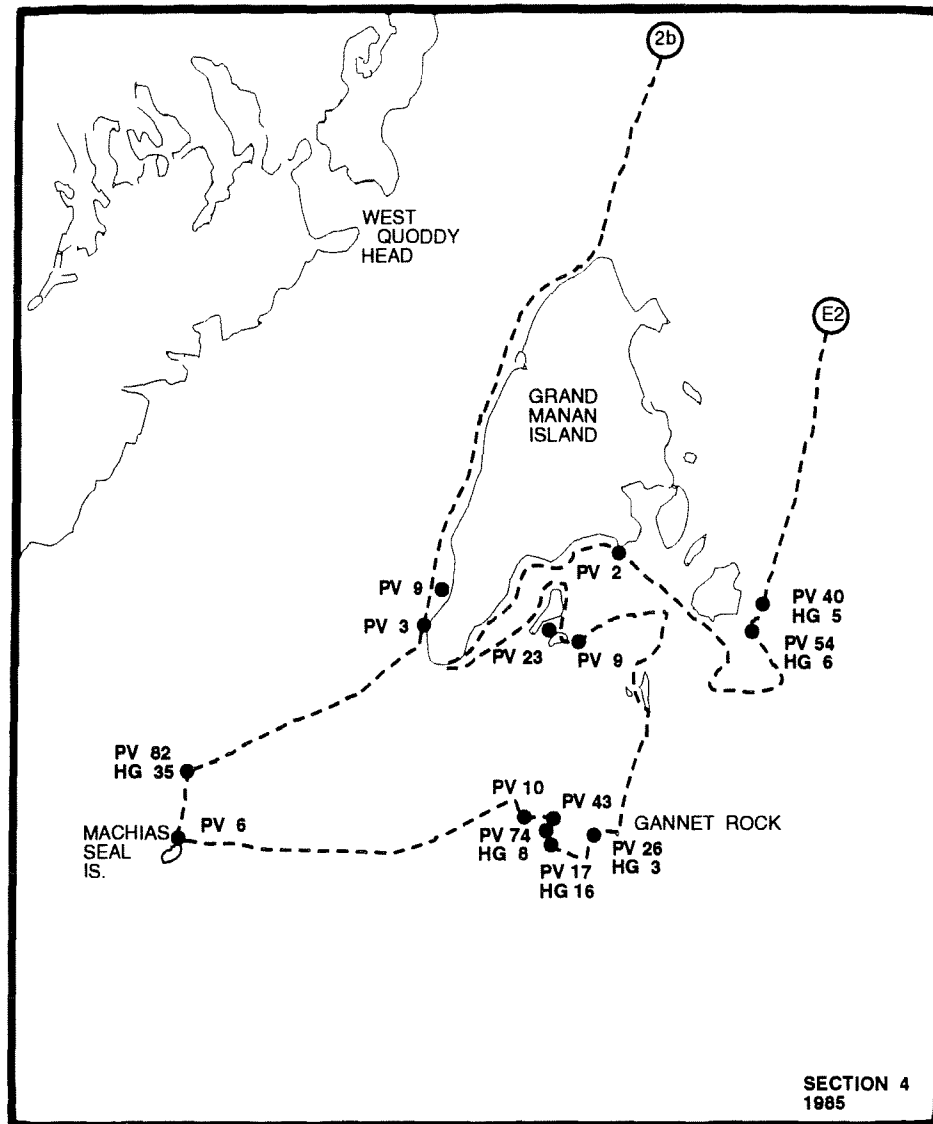 2b
WEST
QUODDY
HEAD
E2
GRAND
MANAN
ISLAND
PV 2
PV 9
PV 40
HG 5
PV 3
PV 54
HG 6
PV 23
PV 9
PV 82
HG 35
PV 10
PV 43
PV 6
MACHIAS
SEAL
IS.
GANNET ROCK
PV 74
HG 8
PV 26
HG 3
PV 17
HG 16
SECTION 4
1985